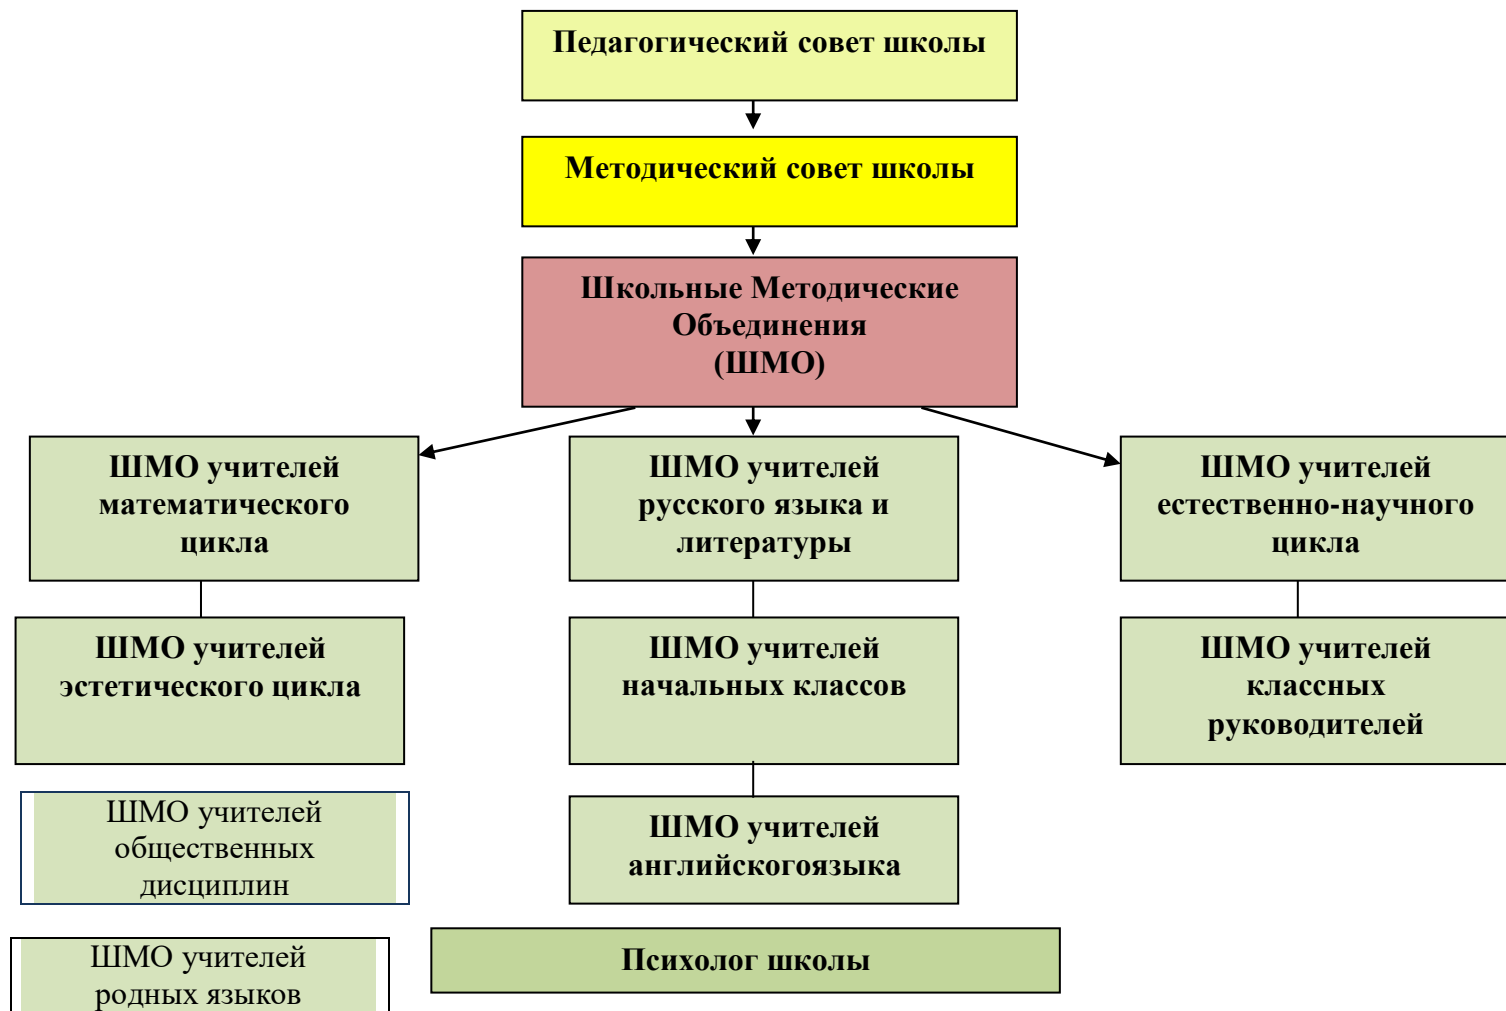 Педагогический совет школы
Методический совет школы
Школьные Методические
Объединения
(ШМО)
ШМО учителей
математического
цикла
ШМО учителей
русского языка и
литературы
ШМО учителей
естественно-научного
цикла
ШМО учителей
эстетического цикла
ШМО учителей
начальных классов
ШМО учителей
классных
руководителей
ШМО учителей
общественных
дисциплин
ШМО учителей
английскогоязыка
ШМО учителей
родных языков
Психолог школы